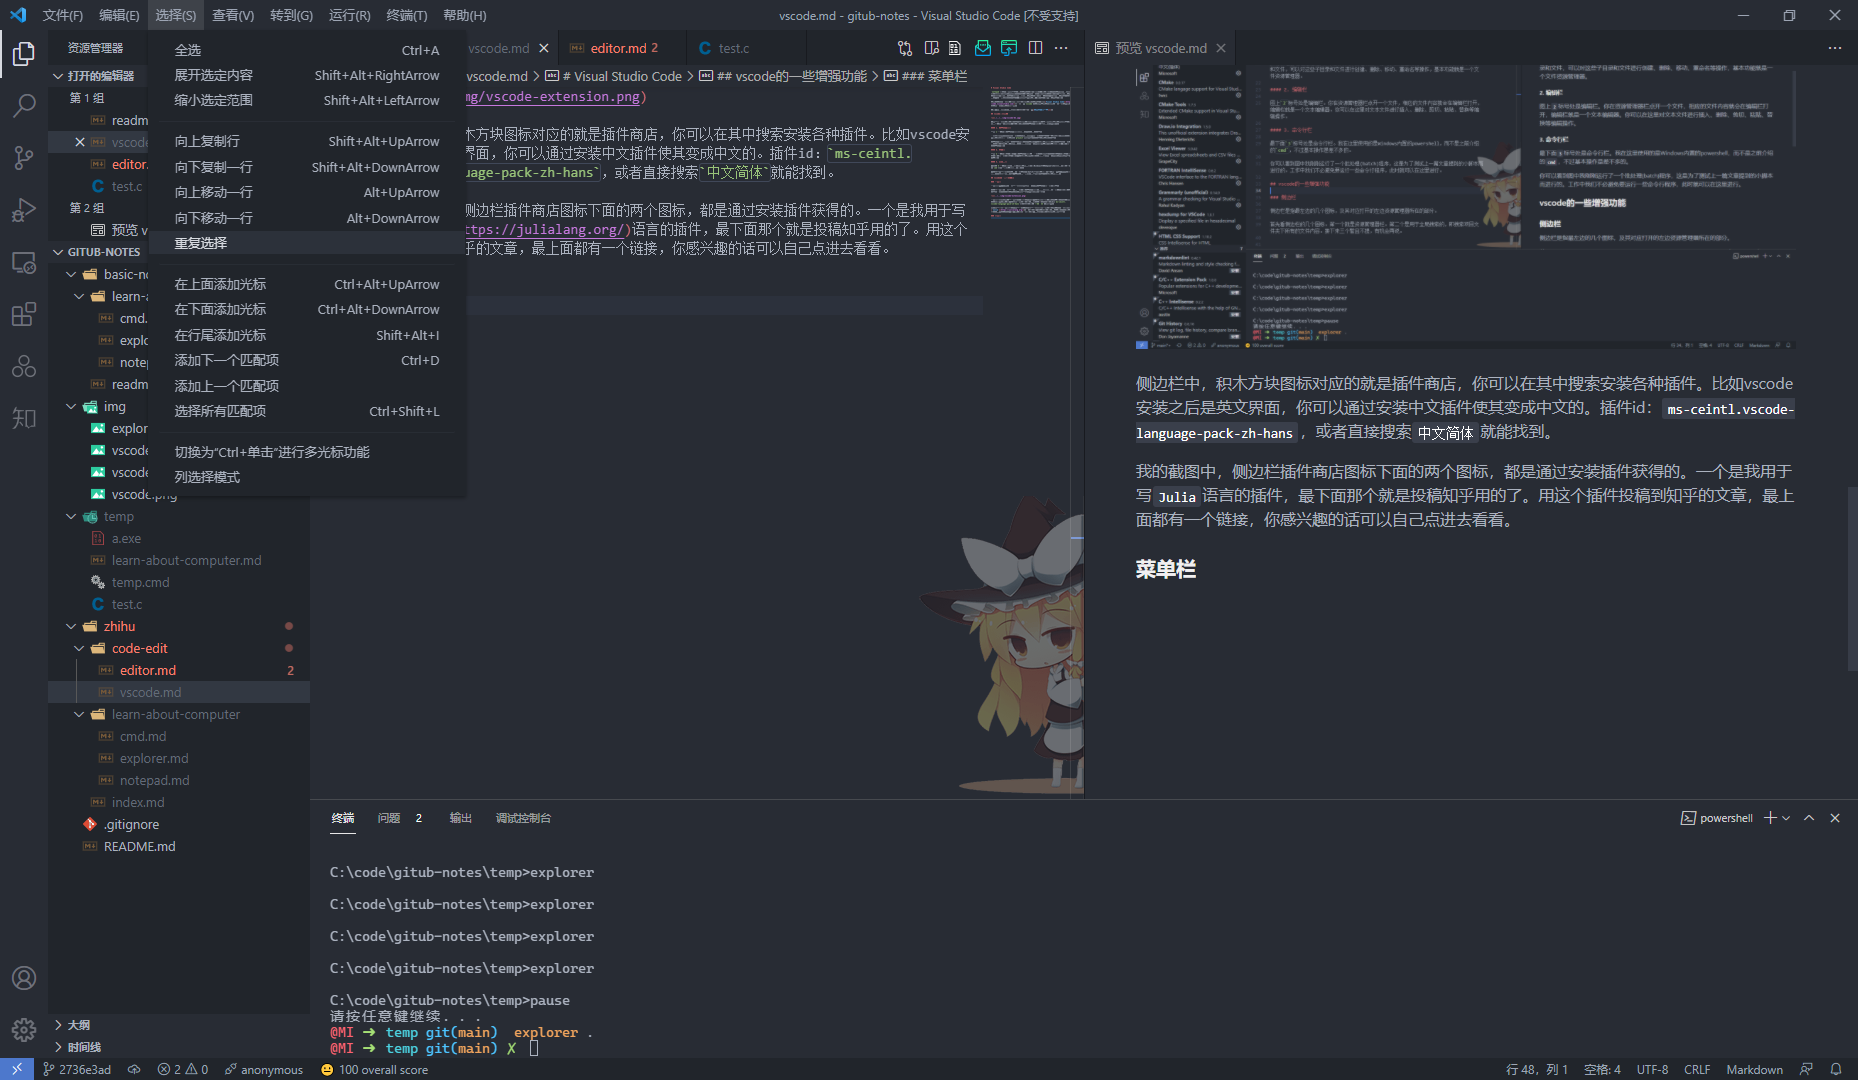 文件(F) 编辑(E) 选择(S) 查看(V) 转到(G) 运行(R) 终端(T) 帮助(H)
vscode.md - gitub-notes - Visual Studio Code [不受支持]
资源管理器
打开的编辑器
第 1 组
readm
vscode
editor.
test.c
第 2 组
预览 v
GITUB-NOTES
basic-no
learn-a
cmd.
explo
notep
readm
img
explor
vscode
vscode
vscode.png
temp
a.exe
learn-about-computer.md
temp.cmd
test.c
zhihu
code-edit
editor.md 2
vscode.md
learn-about-computer
cmd.md
explorer.md
notepad.md
index.md
.gitignore
README.md
大纲
时间线
全选 Ctrl+A
展开选定内容 Shift+Alt+RightArrow
缩小选定范围 Shift+Alt+LeftArrow
向上复制行 Shift+Alt+UpArrow
向下复制一行 Shift+Alt+DownArrow
向上移动一行 Alt+UpArrow
向下移动一行 Alt+DownArrow
重复选择
在上面添加光标 Ctrl+Alt+UpArrow
在下面添加光标 Ctrl+Alt+DownArrow
在行尾添加光标 Shift+Alt+I
添加下一个匹配项 Ctrl+D
添加上一个匹配项
选择所有匹配项 Ctrl+Shift+L
切换为“Ctrl+单击”进行多光标功能
列选择模式
vscode.md
editor.md 2
test.c
vscode.md > # Visual Studio Code > ## vscode的一些增强功能 > ### 菜单栏
mg/vscode-extension.png)
木方块图标对应的就是插件商店，你可以在其中搜索安装各种插件。比如vscode安
界面，你可以通过安装中文插件使其变成中文的。插件id：`ms-ceintl.
uage-pack-zh-hans`，或者直接搜索`中文简体`就能找到。
侧边栏插件商店图标下面的两个图标，都是通过安装插件获得的。一个是我用于写
ttps://julialang.org/)语言的插件，最下面那个就是投稿知乎用的了。用这个
乎的文章，最上面都有一个链接，你感兴趣的话可以自己点进去看看。
预览 vscode.md
侧边栏中，积木方块图标对应的就是插件商店，你可以在其中搜索安装各种插件。比如vscode
安装之后是英文界面，你可以通过安装中文插件使其变成中文的。插件id： ms-ceintl.vscode-
language-pack-zh-hans ，或者直接搜索 中文简体 就能找到。
我的截图中，侧边栏插件商店图标下面的两个图标，都是通过安装插件获得的。一个是我用于
写 Julia 语言的插件，最下面那个就是投稿知乎用的了。用这个插件投稿到知乎的文章，最上
面都有一个链接，你感兴趣的话可以自己点进去看看。
菜单栏
终端 问题 2 输出 调试控制台
powershell
C:\code\gitub-notes\temp>explorer
C:\code\gitub-notes\temp>explorer
C:\code\gitub-notes\temp>explorer
C:\code\gitub-notes\temp>explorer
C:\code\gitub-notes\temp>pause
请按任意键继续. . .
@MI ➜ temp git(main) explorer .
@MI ➜ temp git(main) ✗
2736e3ad 2 0 anonymous 100 overall score
行 48，列 1 空格: 4 UTF-8 CRLF Markdown
知